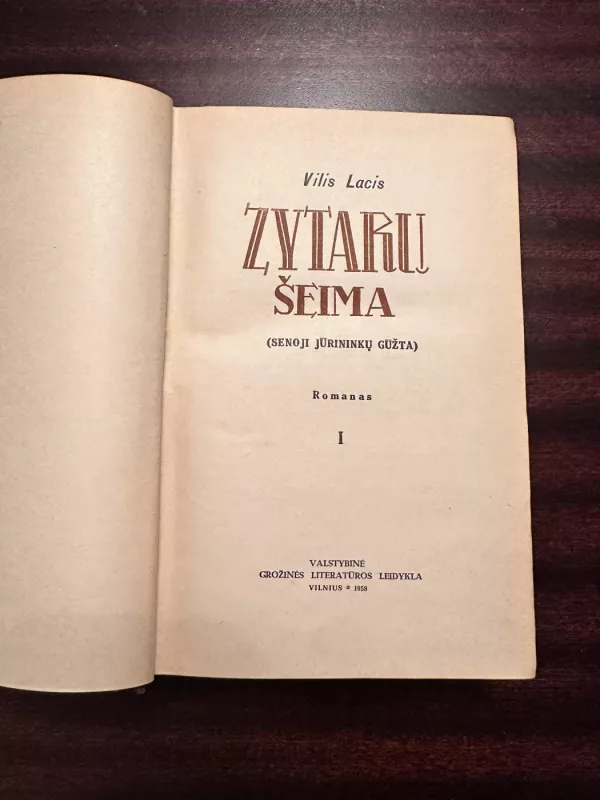 Vilis Lacis
ZYTARŲ
ŠEIMA
(SENOJI JŪRININKŲ GŪŽTA)
Romanas
I
VALSTYBINĖ
GROŽINĖS LITERATŪROS LEIDYKLA
VILNIUS * 1958